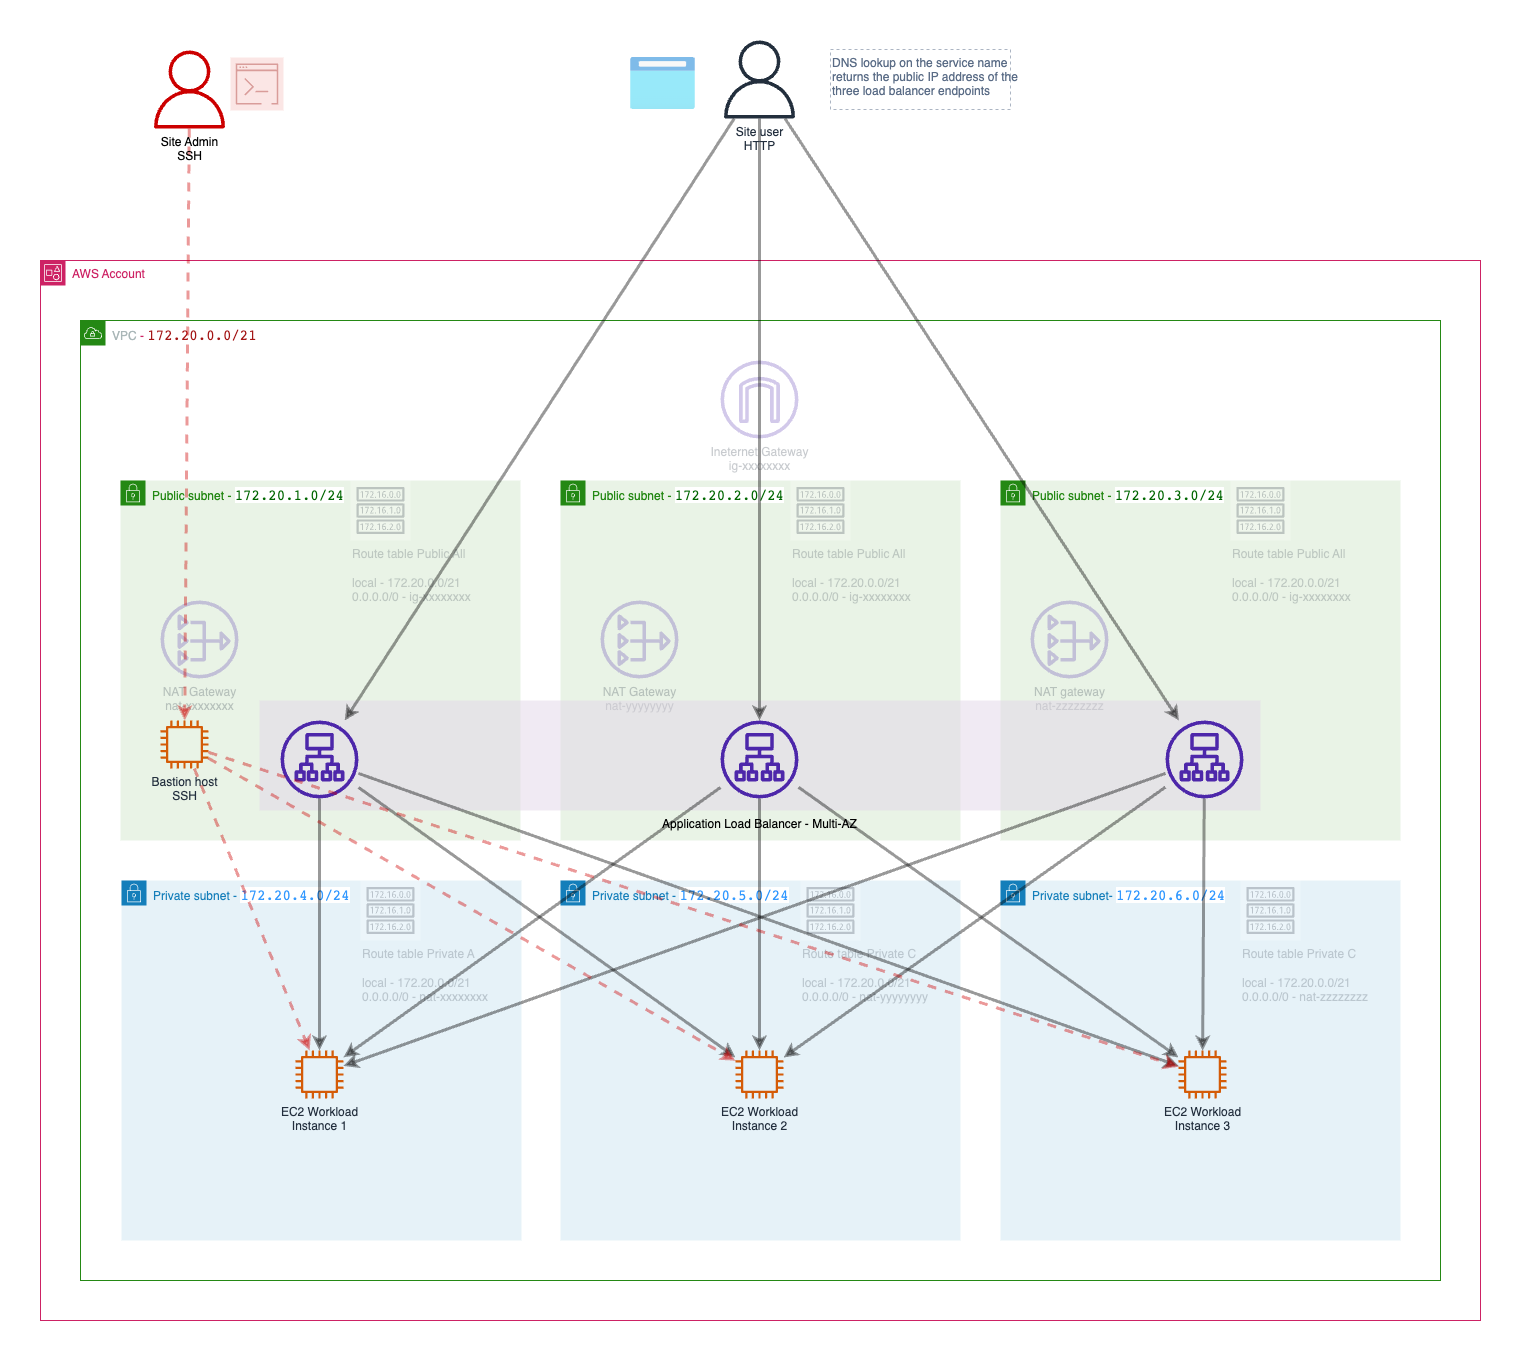 DNS lookup on the service name
returns the public IP address of the
three load balancer endpoints
Site Admin
SSH
Site user
HTTP
AWS Account
VPC - 172.20.0.0/21
Ineternet Gateway
ig-xxxxxxxx
Public subnet - 172.20.1.0/24
172.16.0.0
172.16.1.0
172.16.2.0
Route table Public All
local - 172.20.0.0/21
0.0.0.0/0 - ig-xxxxxxxx
NAT Gateway
nat-xxxxxxxx
Bastion host
SSH
Public subnet - 172.20.2.0/24
172.16.0.0
172.16.1.0
172.16.2.0
Route table Public All
local - 172.20.0.0/21
0.0.0.0/0 - ig-xxxxxxxx
NAT Gateway
nat-yyyyyyyy
Public subnet - 172.20.3.0/24
172.16.0.0
172.16.1.0
172.16.2.0
Route table Public All
local - 172.20.0.0/21
0.0.0.0/0 - ig-xxxxxxxx
NAT gateway
nat-zzzzzzzz
Application Load Balancer - Multi-AZ
Private subnet - 172.20.4.0/24
172.16.0.0
172.16.1.0
172.16.2.0
Route table Private A
local - 172.20.0.0/21
0.0.0.0/0 - nat-xxxxxxxx
EC2 Workload
Instance 1
Private subnet - 172.20.5.0/24
172.16.0.0
172.16.1.0
172.16.2.0
Route table Private C
local - 172.20.0.0/21
0.0.0.0/0 - nat-yyyyyyyy
EC2 Workload
Instance 2
Private subnet- 172.20.6.0/24
172.16.0.0
172.16.1.0
172.16.2.0
Route table Private C
local - 172.20.0.0/21
0.0.0.0/0 - nat-zzzzzzzz
EC2 Workload
Instance 3